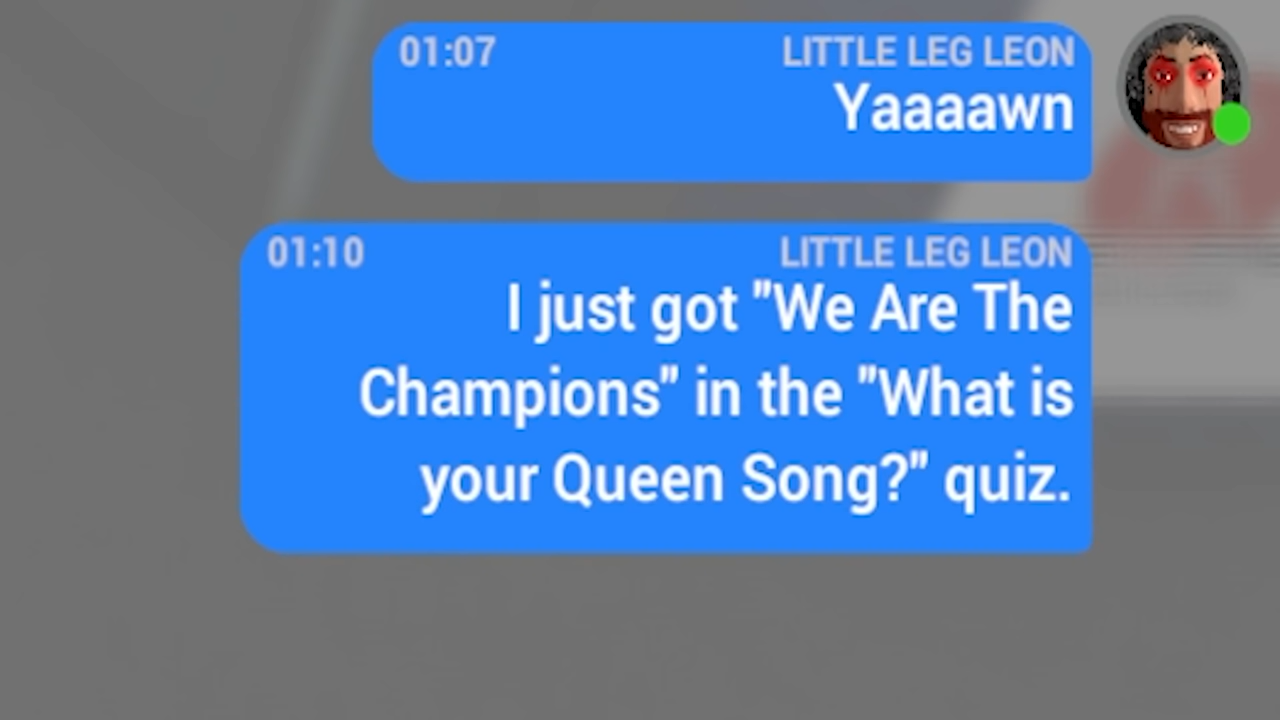 01:07 LITTLE LEG LEON
Yaaaawn
01:10 LITTLE LEG LEON
I just got "We Are The
Champions" in the "What is
your Queen Song?" quiz.